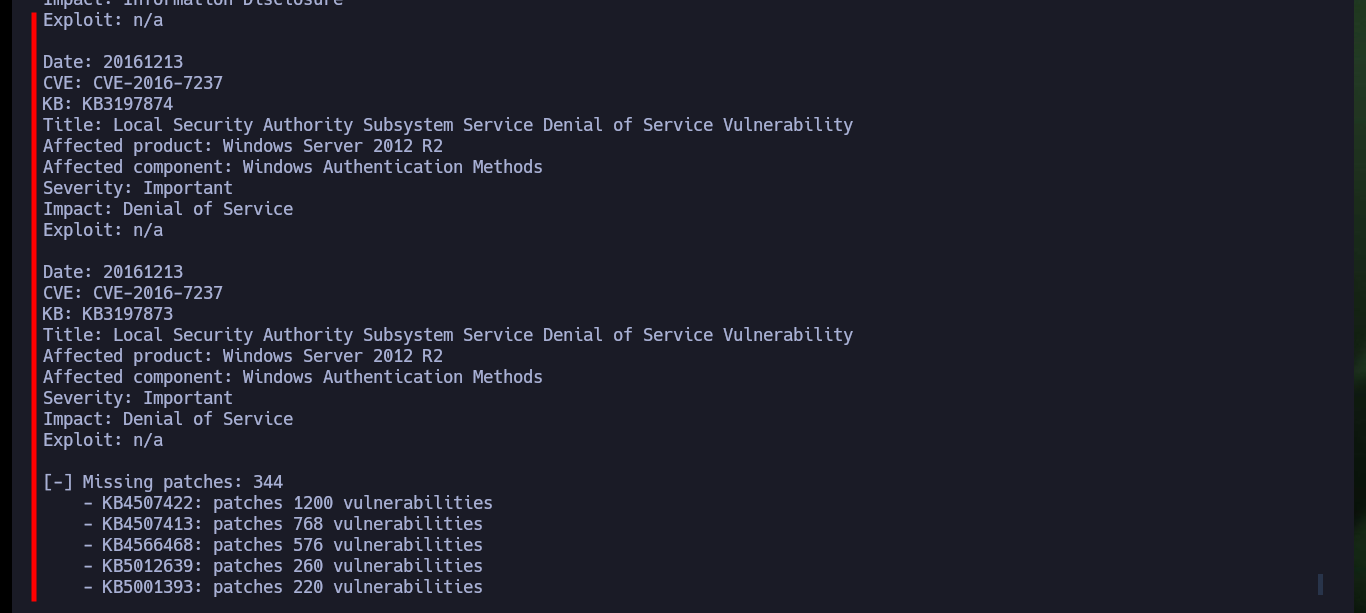 Impact: Information Disclosure
Exploit: n/a
Date: 20161213
CVE: CVE-2016-7237
KB: KB3197874
Title: Local Security Authority Subsystem Service Denial of Service Vulnerability
Affected product: Windows Server 2012 R2
Affected component: Windows Authentication Methods
Severity: Important
Impact: Denial of Service
Exploit: n/a
Date: 20161213
CVE: CVE-2016-7237
KB: KB3197873
Title: Local Security Authority Subsystem Service Denial of Service Vulnerability
Affected product: Windows Server 2012 R2
Affected component: Windows Authentication Methods
Severity: Important
Impact: Denial of Service
Exploit: n/a
[-] Missing patches: 344
- KB4507422: patches 1200 vulnerabilities
- KB4507413: patches 768 vulnerabilities
- KB4566468: patches 576 vulnerabilities
- KB5012639: patches 260 vulnerabilities
- KB5001393: patches 220 vulnerabilities